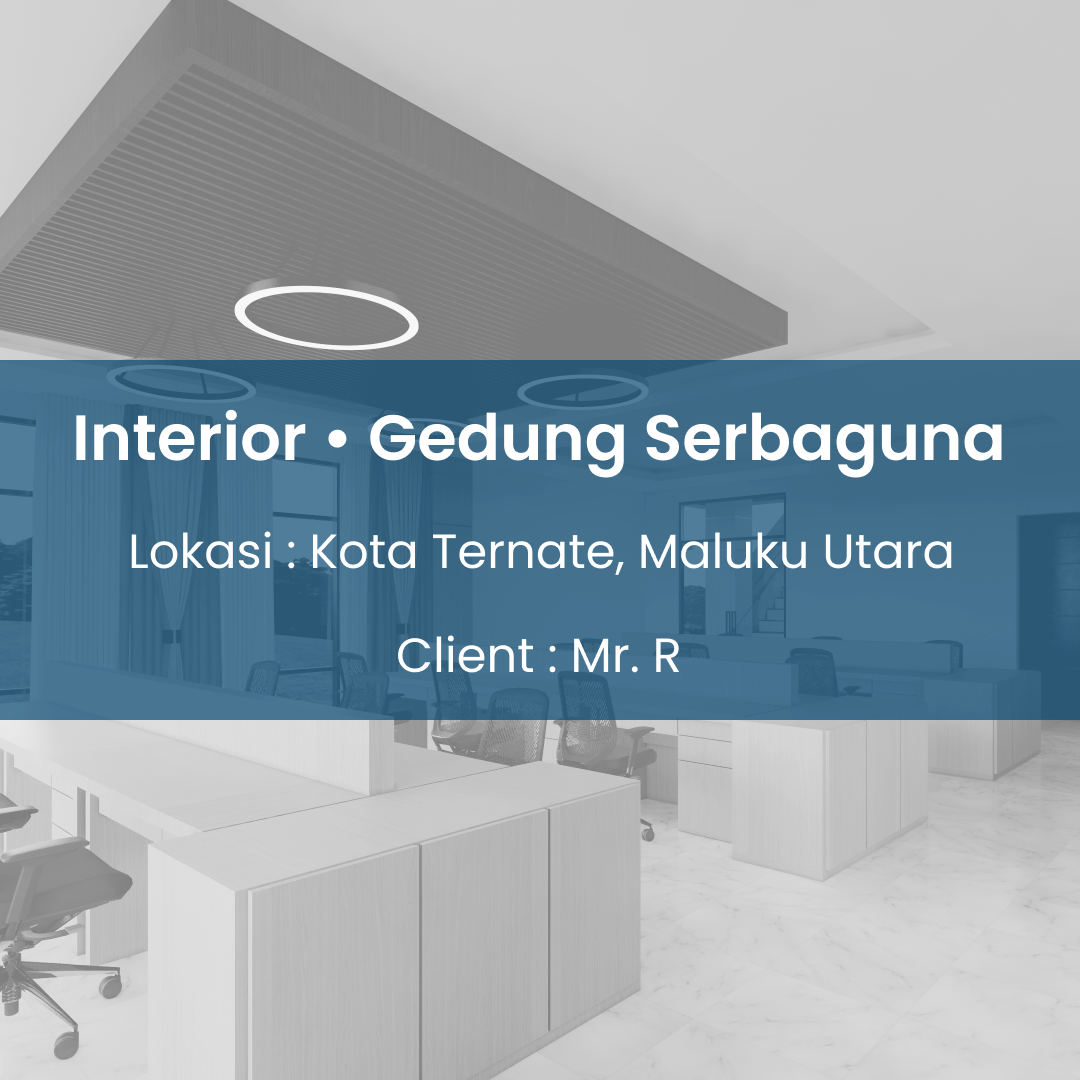 Interior • Gedung Serbaguna
Lokasi : Kota Ternate, Maluku Utara
Client : Mr. R